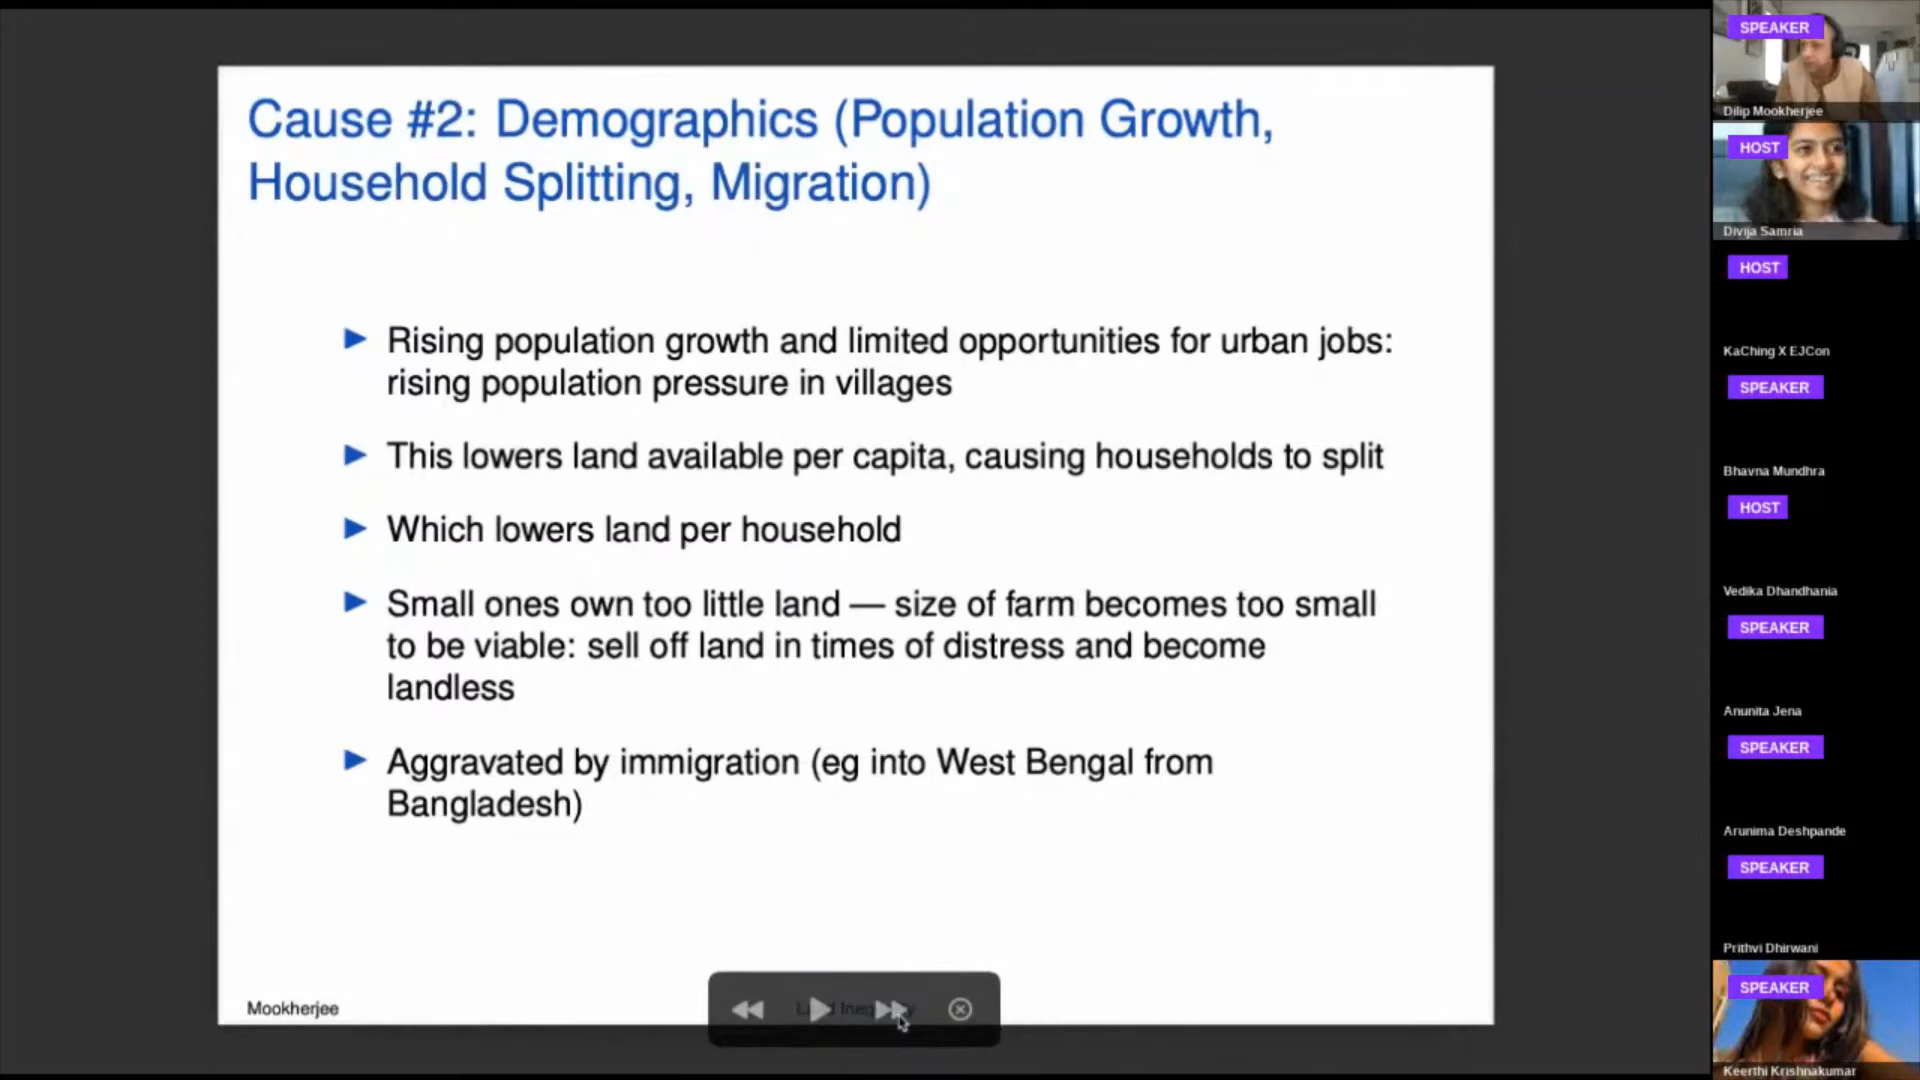 Cause #2: Demographics (Population Growth,
Household Splitting, Migration)
Rising population growth and limited opportunities for urban jobs:
rising population pressure in villages
This lowers land available per capita, causing households to split
Which lowers land per household
Small ones own too little land — size of farm becomes too small
to be viable: sell off land in times of distress and become
landless
Aggravated by immigration (eg into West Bengal from
Bangladesh)
Mookherjee
SPEAKER
Dilip Mookherjee
HOST
Divija Samria
HOST
KaChing X EJCon
SPEAKER
Bhavna Mundhra
HOST
Vedika Dhandhania
SPEAKER
Anunita Jena
SPEAKER
Arunima Deshpande
SPEAKER
Prithvi Dhirwani
SPEAKER
Keerthi Krishnakumar